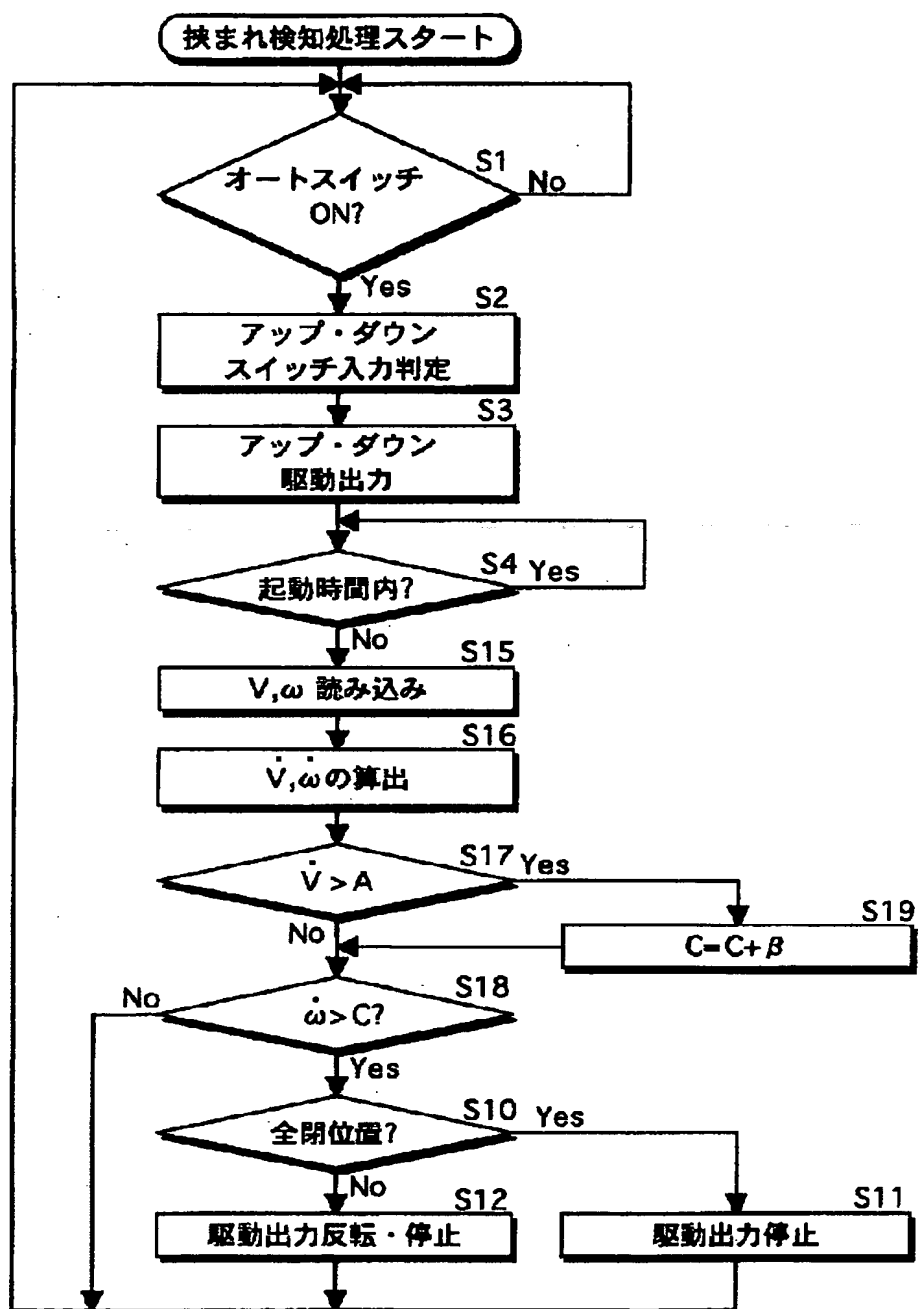 挟まれ検知処理スタート
S1
オートスイッチ
ON?
No
Yes
S2
アップ・ダウン
スイッチ入力判定
S3
アップ・ダウン
駆動出力
S4
起動時間内?
Yes
No
S15
V,ω 読み込み
S16
V̇,ω̇の算出
S17
V̇>A
Yes
No
S19
C=C+β
S18
ω̇>C?
No
Yes
S10
全閉位置?
Yes
No
S12
駆動出力反転・停止
S11
駆動出力停止